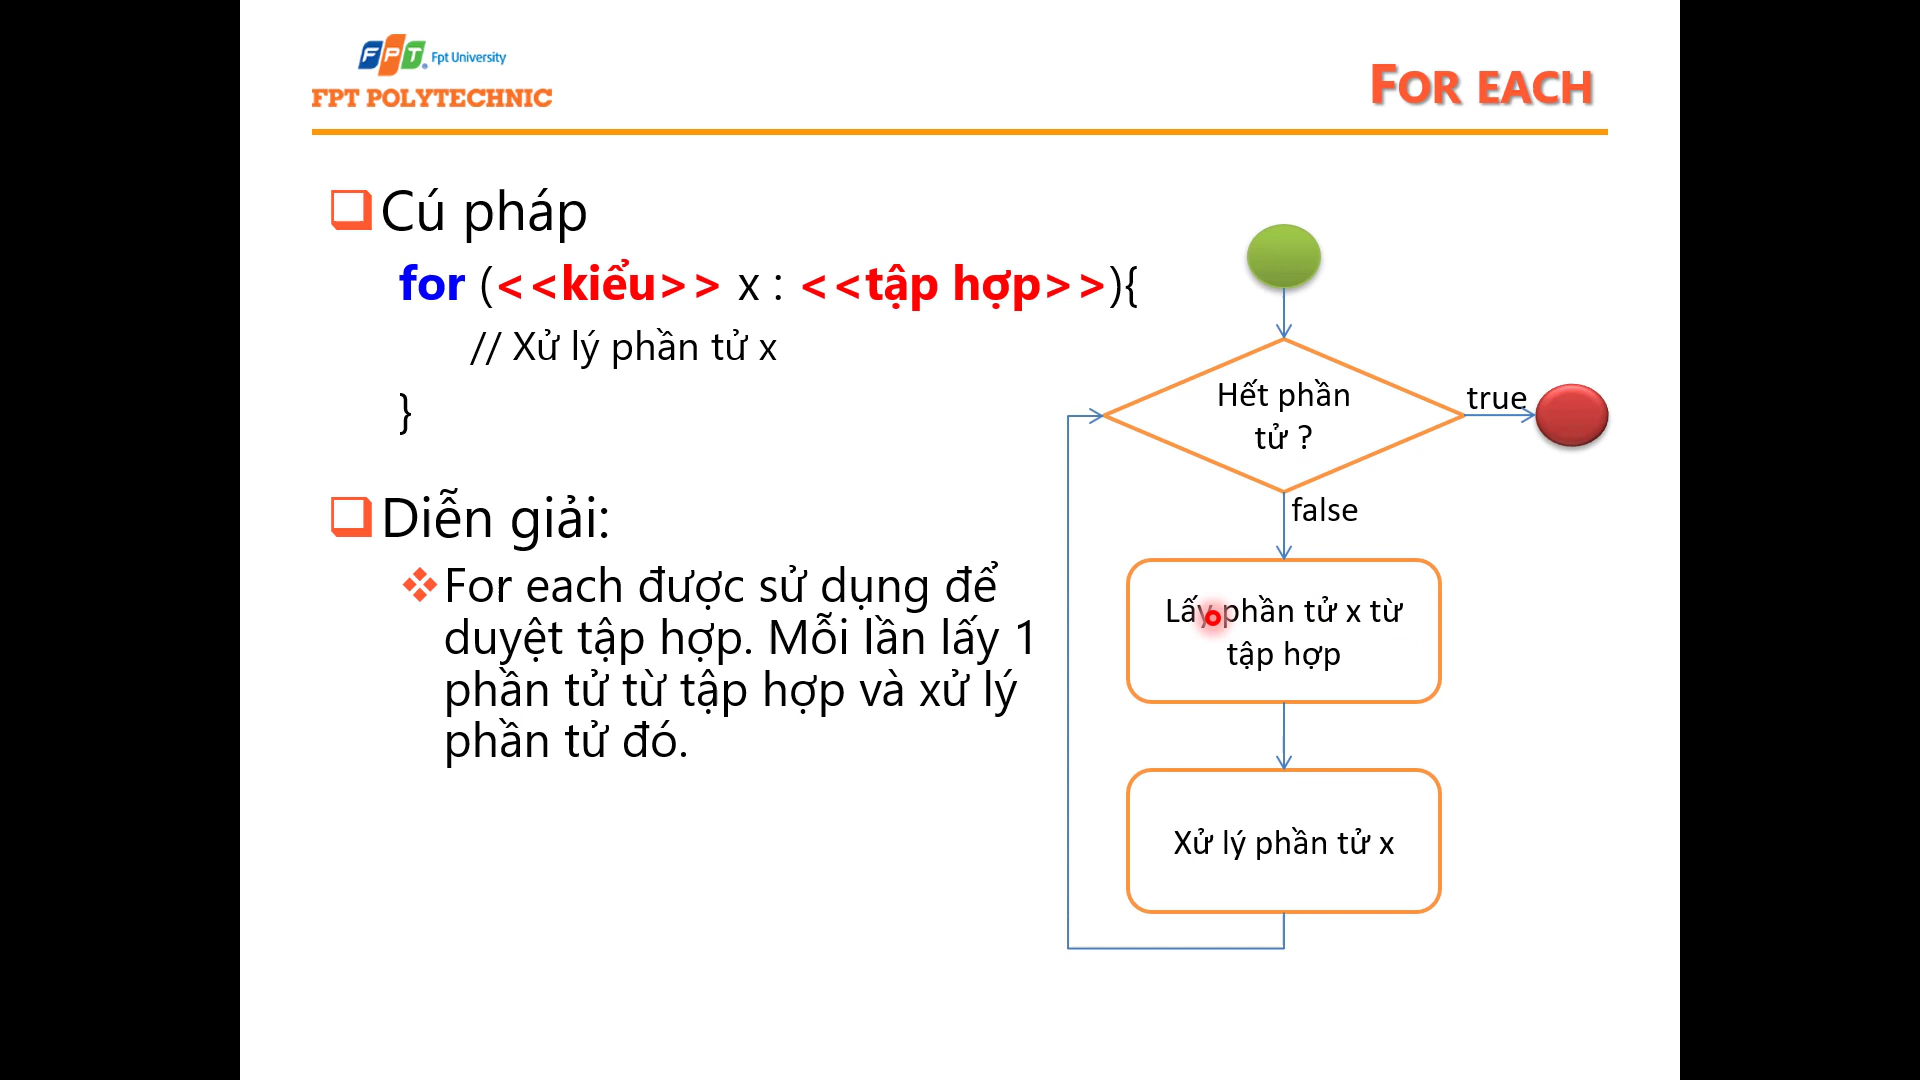 FPT Fpt University
FPT POLYTECHNIC
FOR EACH
Cú pháp
for (<<kiểu>> x : <<tập hợp>>){
// Xử lý phần tử x
}
Diễn giải:
For each được sử dụng để
duyệt tập hợp. Mỗi lần lấy 1
phần tử từ tập hợp và xử lý
phần tử đó.
Hết phần
tử ?
true
false
Lấy phần tử x từ
tập hợp
Xử lý phần tử x